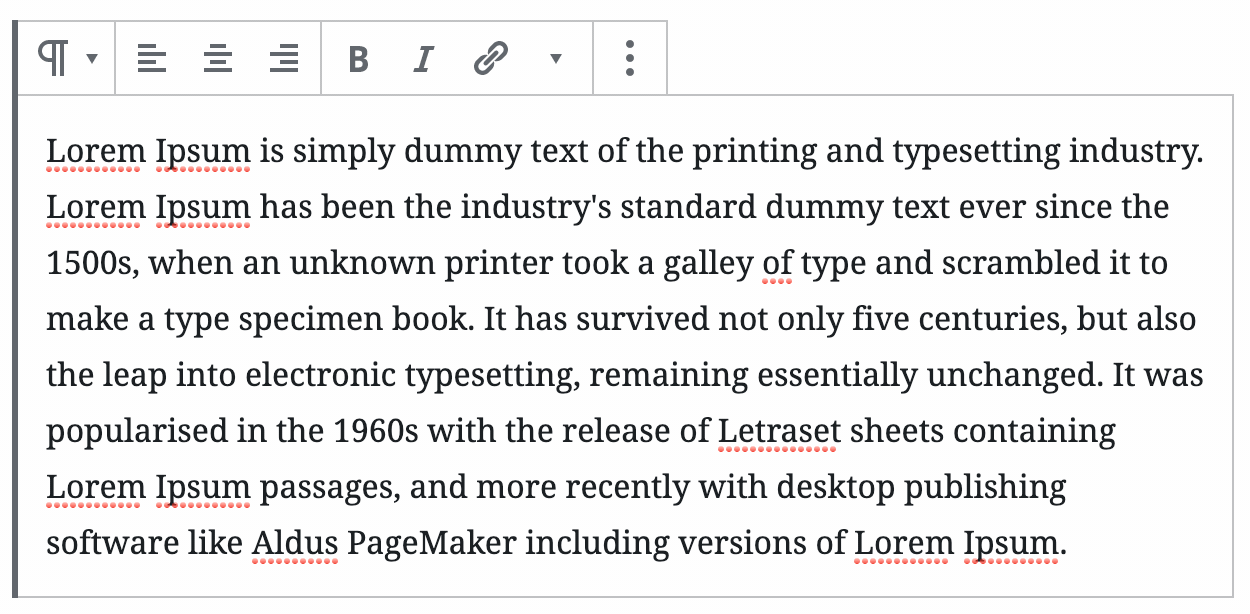 B I
Lorem Ipsum is simply dummy text of the printing and typesetting industry.
Lorem Ipsum has been the industry's standard dummy text ever since the
1500s, when an unknown printer took a galley of type and scrambled it to
make a type specimen book. It has survived not only five centuries, but also
the leap into electronic typesetting, remaining essentially unchanged. It was
popularised in the 1960s with the release of Letraset sheets containing
Lorem Ipsum passages, and more recently with desktop publishing
software like Aldus PageMaker including versions of Lorem Ipsum.